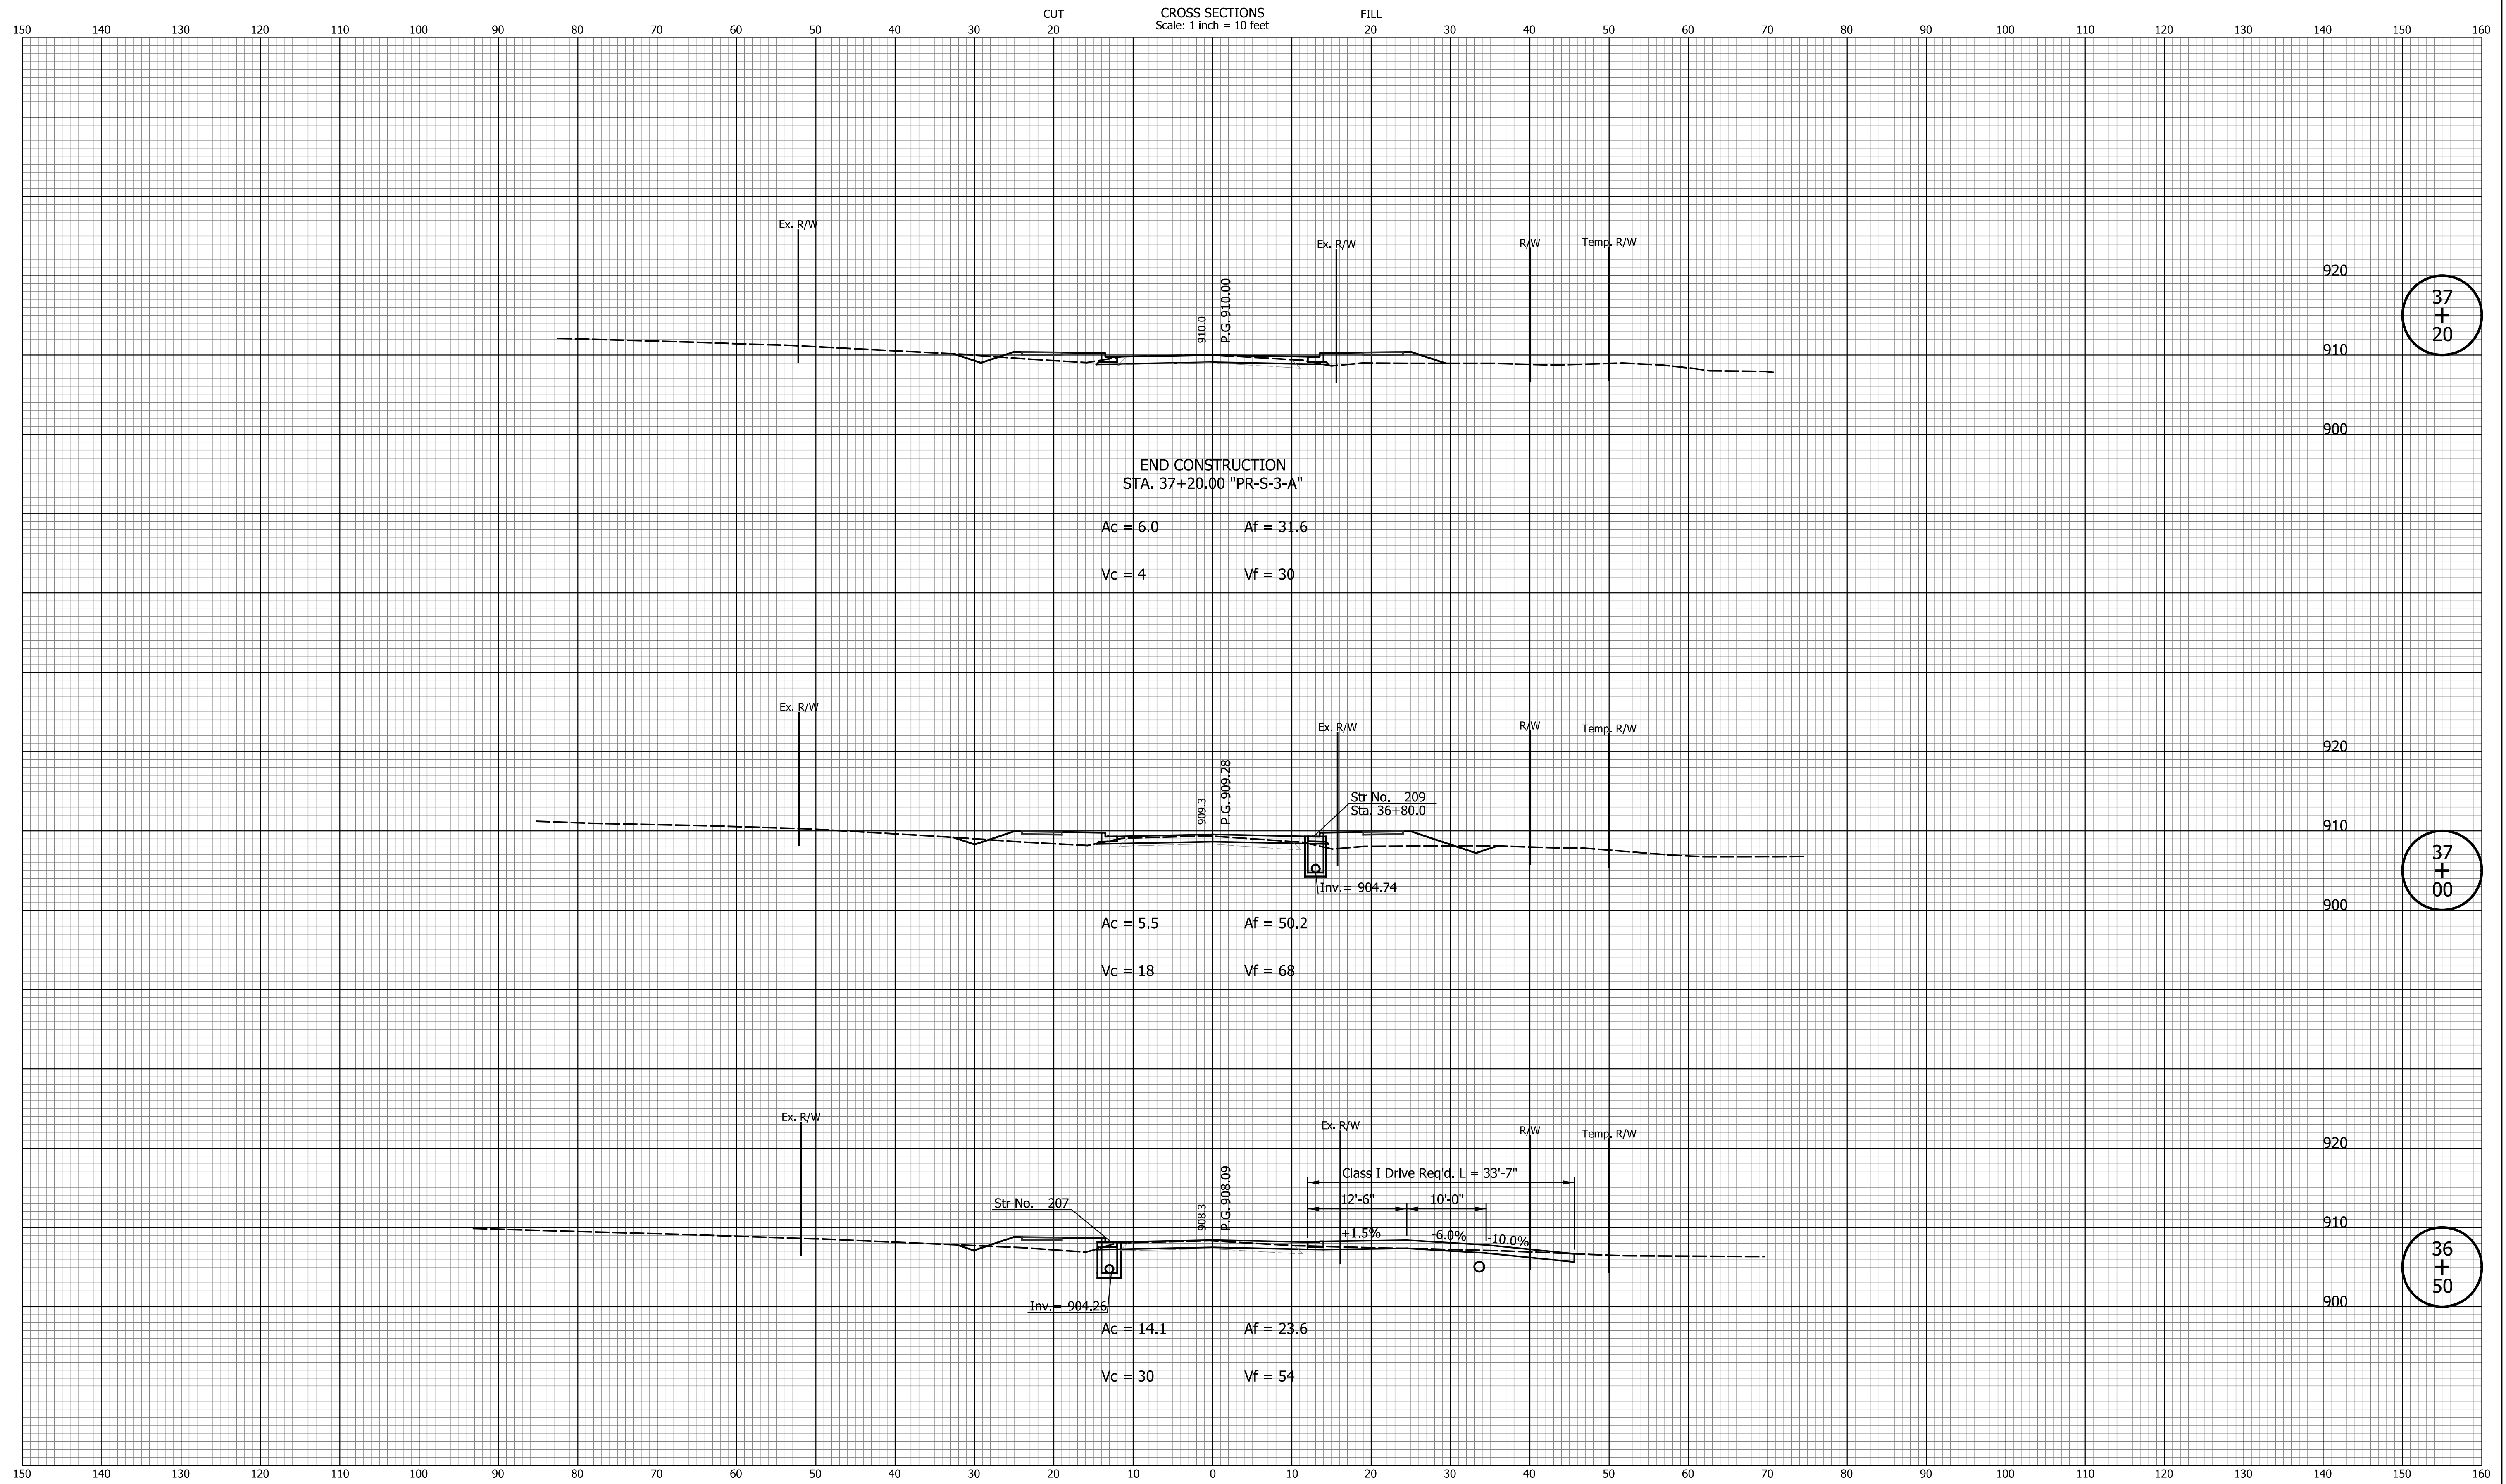 CUT CROSS SECTIONS FILL
Scale: 1 inch = 10 feet
150 140 130 120 110 100 90 80 70 60 50 40 30 20 20 30 40 50 60 70 80 90 100 110 120 130 140 150 160
Ex. R/W
Ex. R/W
R/W
Temp. R/W
910.0
P.G. 910.00
920
910
900
37
+
20
END CONSTRUCTION
STA. 37+20.00 "PR-S-3-A"
Ac = 6.0 Af = 31.6
Vc = 4 Vf = 30
Ex. R/W
Ex. R/W
R/W
Temp. R/W
909.3
P.G. 909.28
Str No. 209
Sta. 36+80.0
Inv.= 904.74
920
910
900
37
+
00
Ac = 5.5 Af = 50.2
Vc = 18 Vf = 68
Ex. R/W
Ex. R/W
R/W
Temp. R/W
Class I Drive Req'd. L = 33'-7"
12'-6" 10'-0"
+1.5% -6.0% -10.0%
908.3
P.G. 908.09
Str No. 207
Inv.= 904.26
920
910
900
36
+
50
Ac = 14.1 Af = 23.6
Vc = 30 Vf = 54
150 140 130 120 110 100 90 80 70 60 50 40 30 20 10 0 10 20 30 40 50 60 70 80 90 100 110 120 130 140 150 160